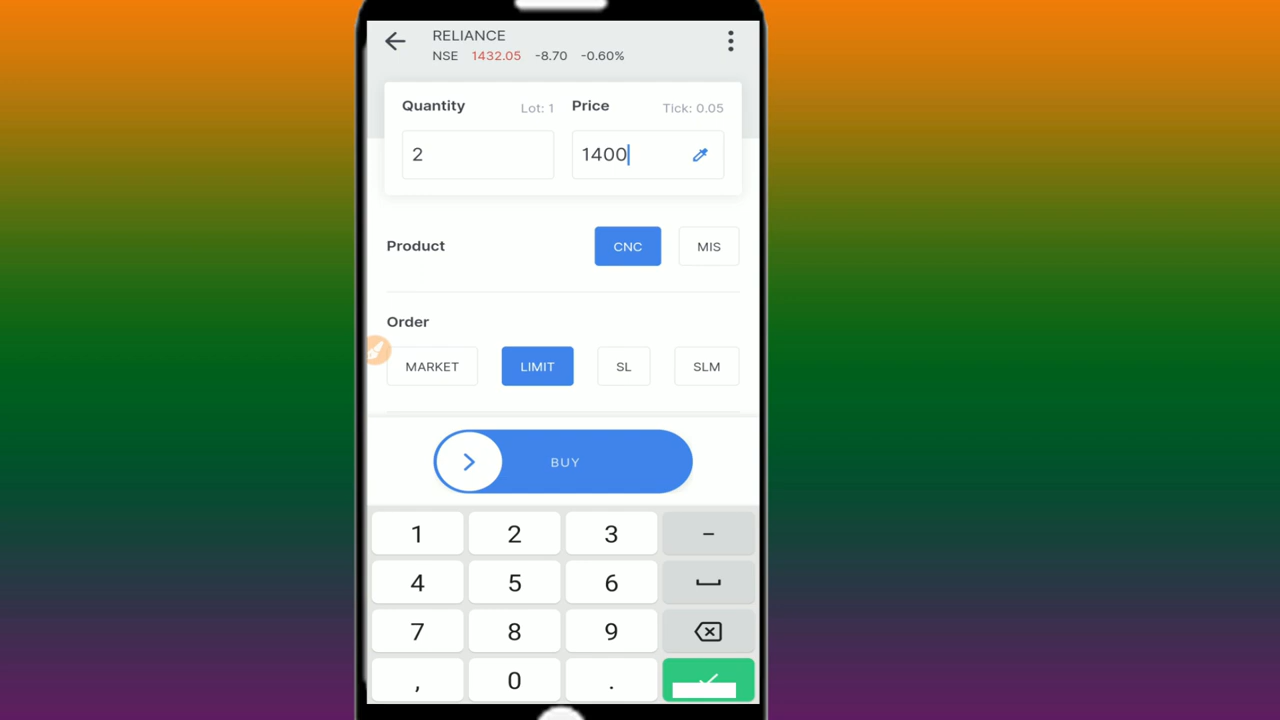 RELIANCE
NSE 1432.05 -8.70 -0.60%
Quantity Lot: 1 Price Tick: 0.05
2 1400
Product CNC MIS
Order
MARKET LIMIT SL SLM
BUY
1 2 3 -
4 5 6
7 8 9
, 0 .